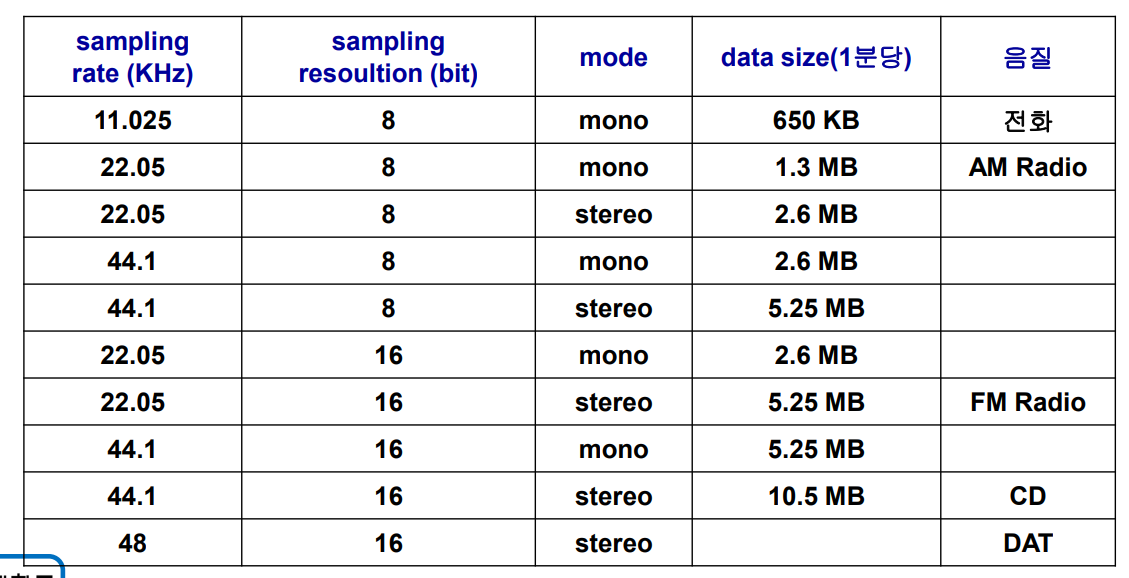 sampling rate (KHz) sampling resoultion (bit) mode data size(1분당) 음질
11.025 8 mono 650 KB 전화
22.05 8 mono 1.3 MB AM Radio
22.05 8 stereo 2.6 MB
44.1 8 mono 2.6 MB
44.1 8 stereo 5.25 MB
22.05 16 mono 2.6 MB
22.05 16 stereo 5.25 MB FM Radio
44.1 16 mono 5.25 MB
44.1 16 stereo 10.5 MB CD
48 16 stereo DAT